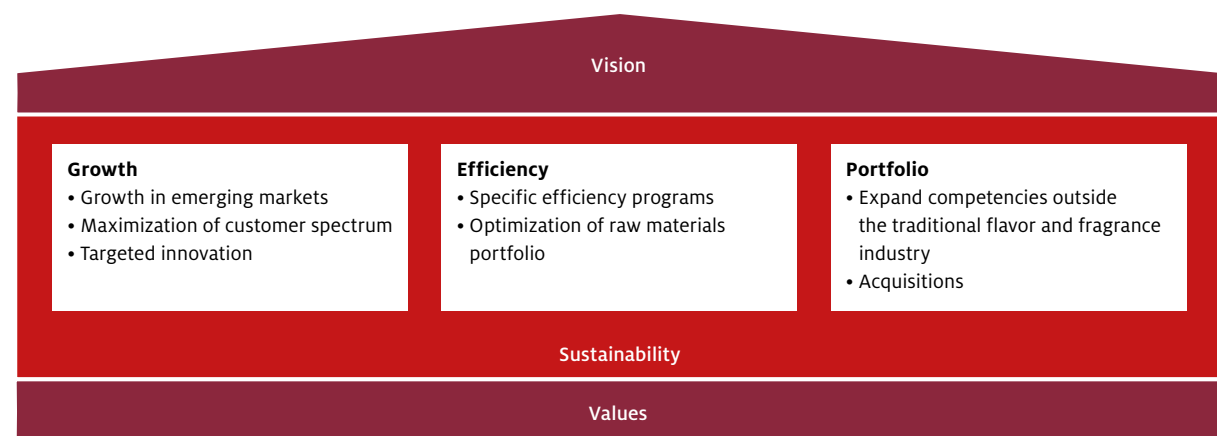 Vision
Growth
• Growth in emerging markets
• Maximization of customer spectrum
• Targeted innovation
Efficiency
• Specific efficiency programs
• Optimization of raw materials
portfolio
Portfolio
• Expand competencies outside
the traditional flavor and fragrance
industry
• Acquisitions
Sustainability
Values